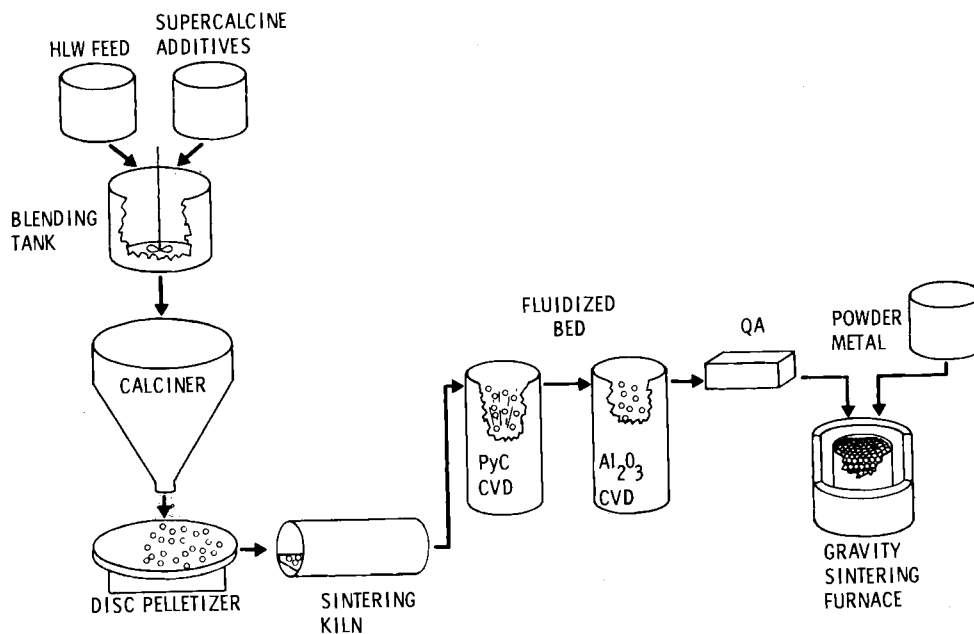 HLW FEED
SUPERCALCINE
ADDITIVES
BLENDING
TANK
CALCINER
DISC PELLETIZER
SINTERING
KILN
FLUIDIZED
BED
PyC
CVD
Al₂O₃
CVD
QA
POWDER
METAL
GRAVITY
SINTERING
FURNACE